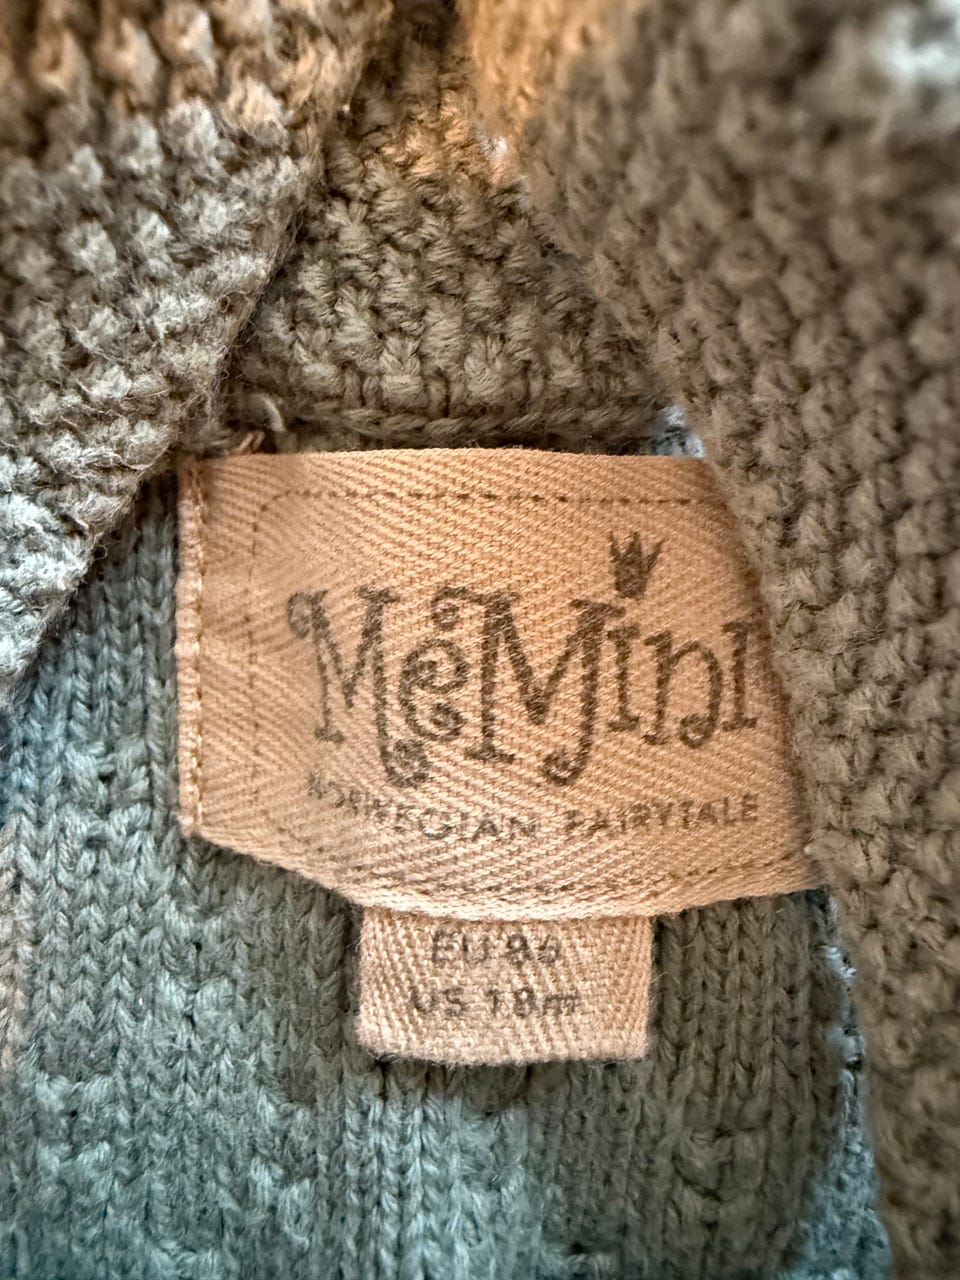 MeMini
NORWEGIAN FAIRYTALE
EU 86
US 18m